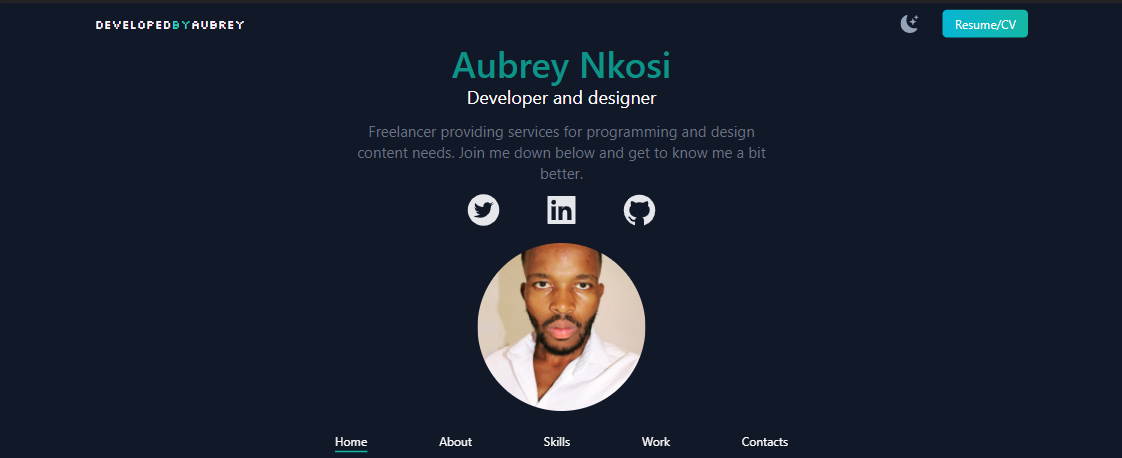 DEVELOPEDBYAUBREY
Resume/CV
Aubrey Nkosi
Developer and designer
Freelancer providing services for programming and design
content needs. Join me down below and get to know me a bit
better.
in
Home About Skills Work Contacts